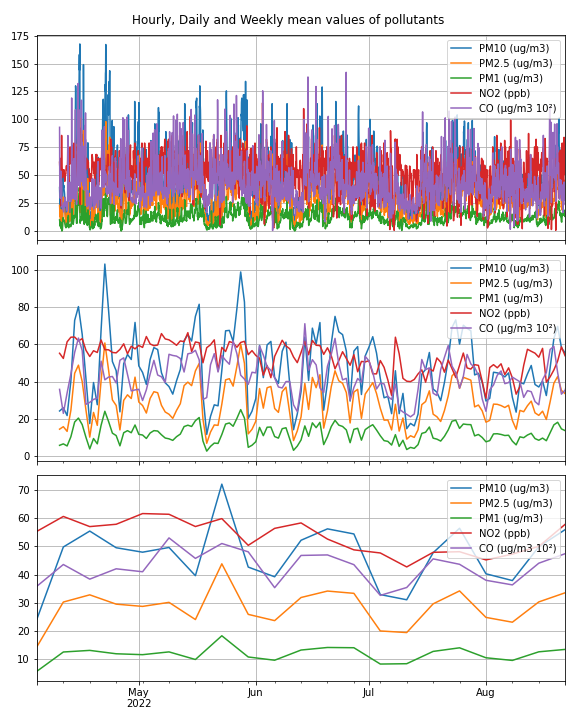 Hourly, Daily and Weekly mean values of pollutants
175
150
125
100
75
50
25
0
PM10 (ug/m3)
PM2.5 (ug/m3)
PM1 (ug/m3)
NO2 (ppb)
CO (μg/m3 10²)
100
80
60
40
20
0
PM10 (ug/m3)
PM2.5 (ug/m3)
PM1 (ug/m3)
NO2 (ppb)
CO (μg/m3 10²)
70
60
50
40
30
20
10
PM10 (ug/m3)
PM2.5 (ug/m3)
PM1 (ug/m3)
NO2 (ppb)
CO (μg/m3 10²)
May Jun Jul Aug
2022